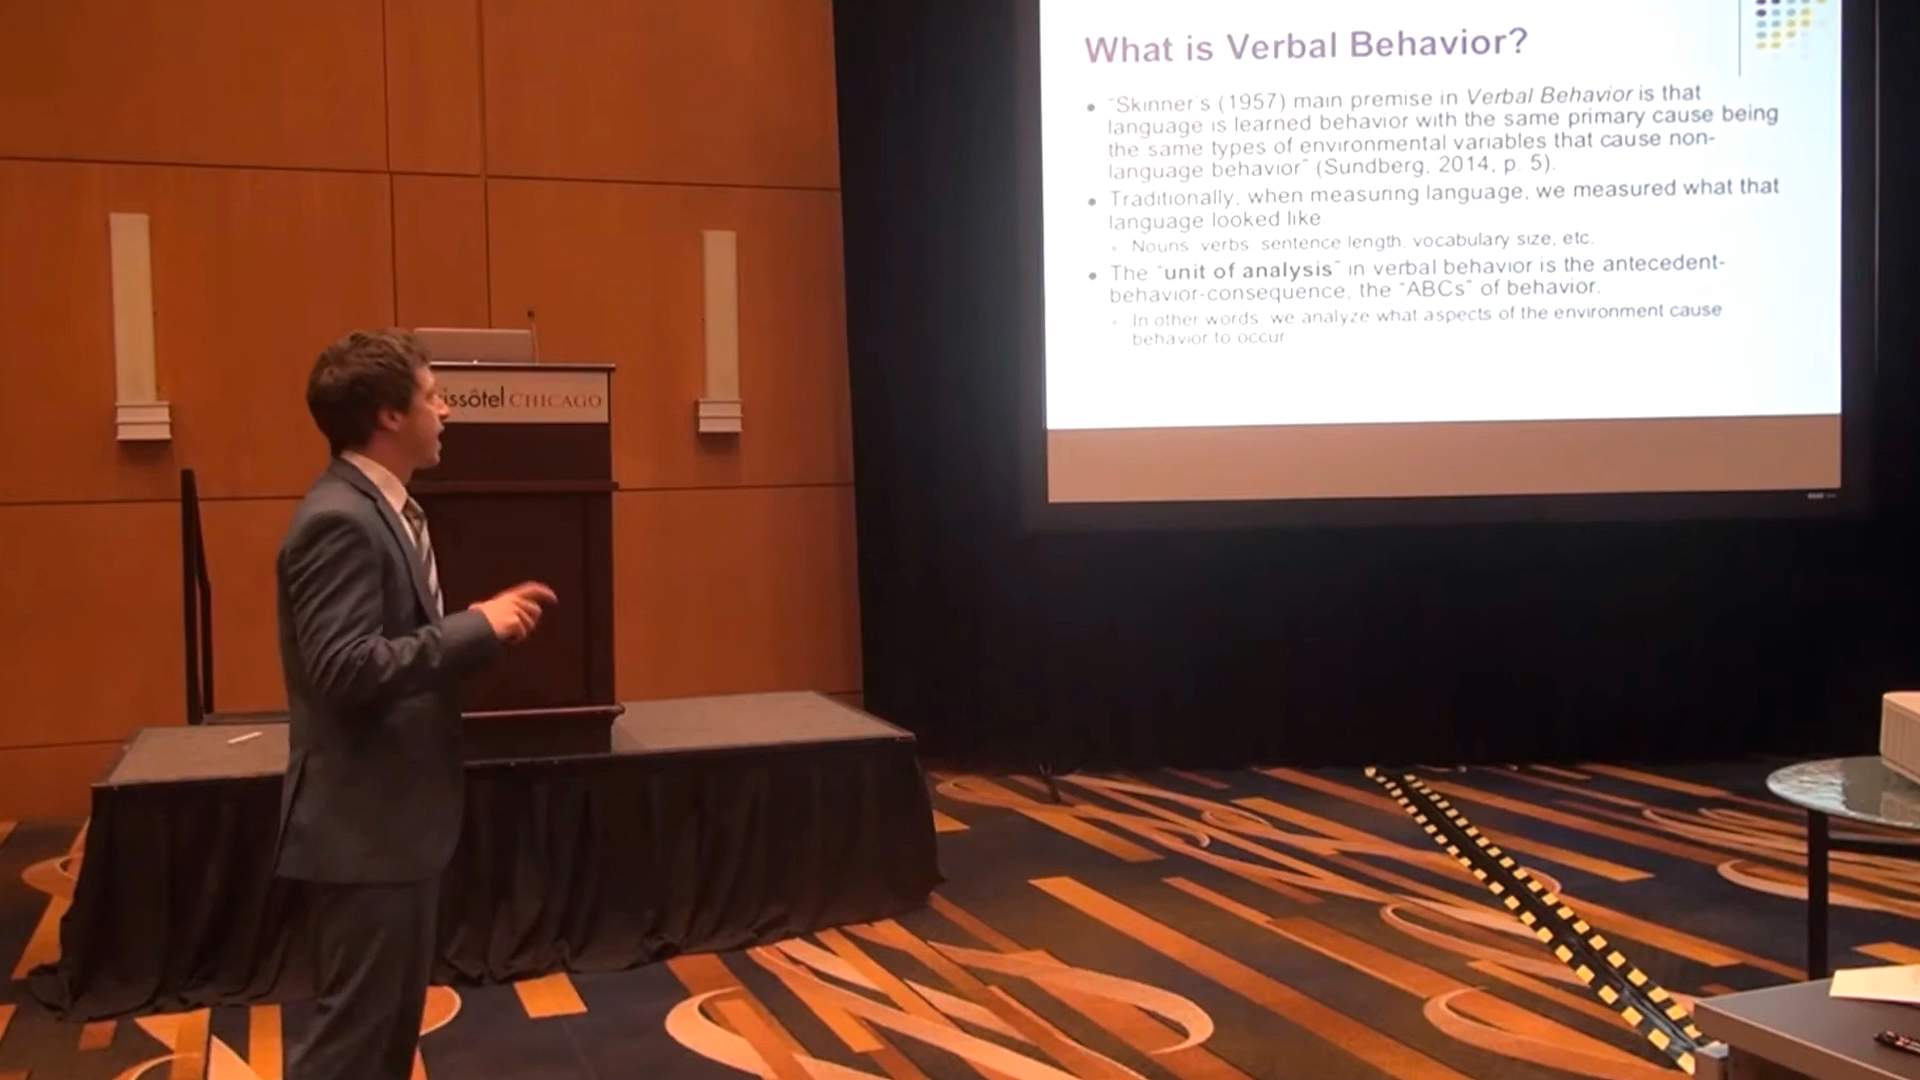 What is Verbal Behavior?
"Skinner's (1957) main premise in Verbal Behavior is that
language is learned behavior with the same primary cause being
the same types of environmental variables that cause non-
language behavior" (Sundberg, 2014, p. 5).
Traditionally, when measuring language, we measured what that
language looked like
Nouns, verbs, sentence length, vocabulary size, etc.
The "unit of analysis" in verbal behavior is the antecedent-
behavior-consequence, the "ABCs" of behavior.
In other words, we analyze what aspects of the environment cause
behavior to occur
issôtel CHICAGO